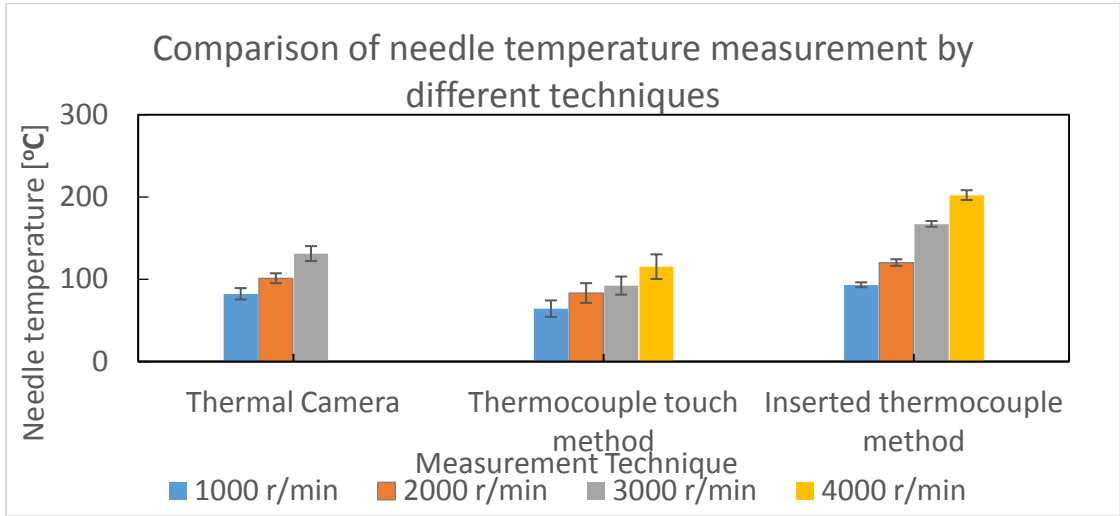 Comparison of needle temperature measurement by
different techniques
Needle temperature [ºC]
300
200
100
0
Thermal Camera
Thermocouple touch
method
Inserted thermocouple
method
Measurement Technique
1000 r/min 2000 r/min 3000 r/min 4000 r/min